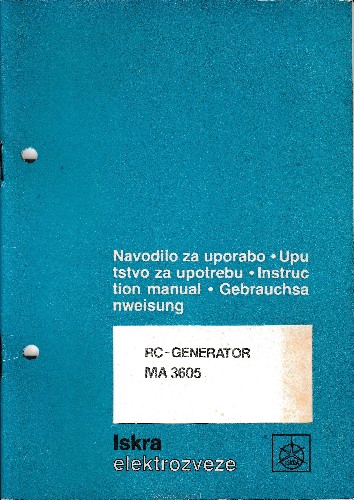 Navodilo za uporabo • Upu
tstvo za upotrebu • Instruc
tion manual • Gebrauchsa
nweisung
RC-GENERATOR
MA 3605
Iskra
elektrozveze